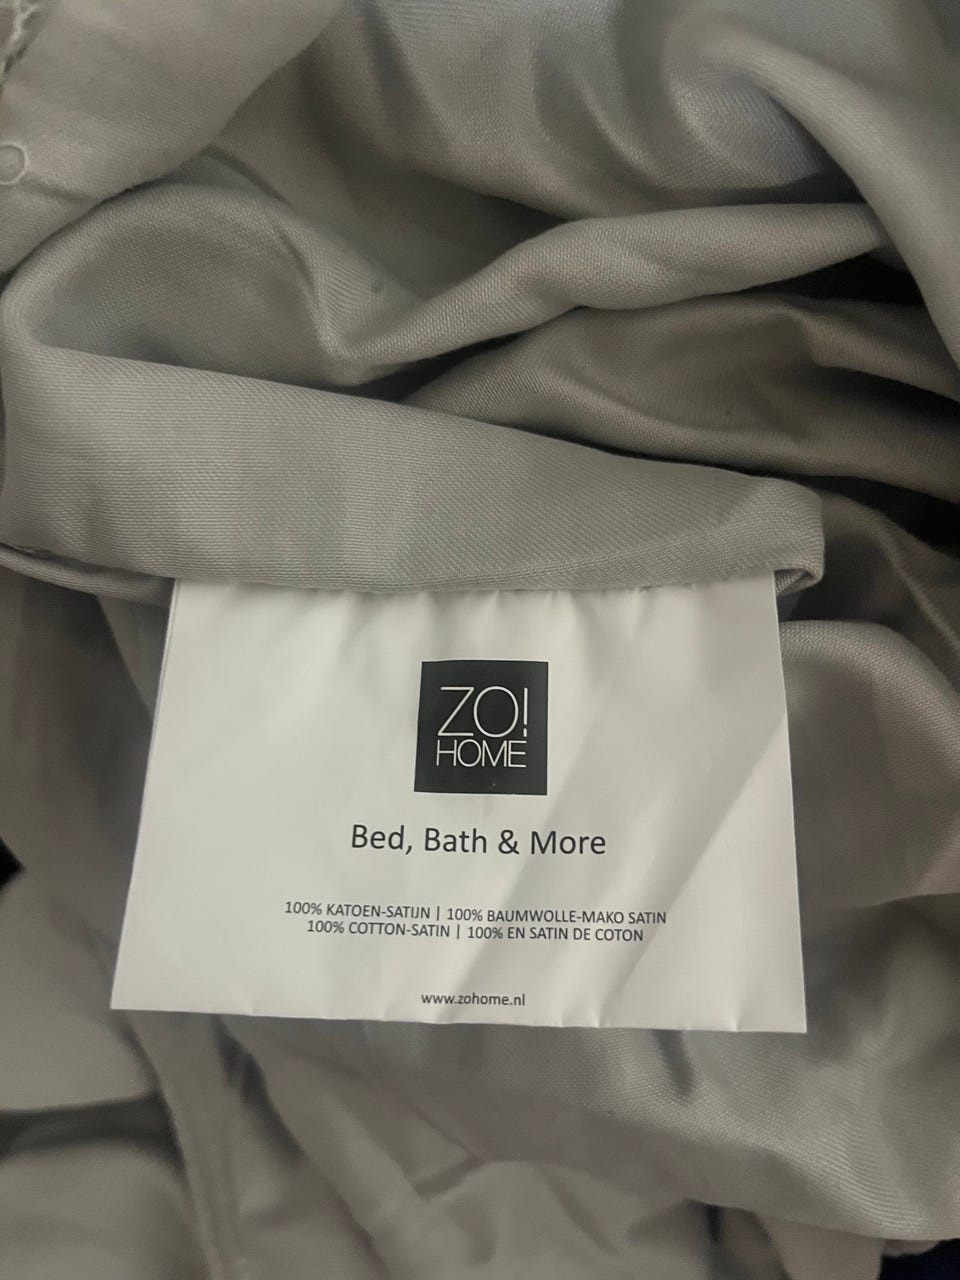 ZO!
HOME
Bed, Bath & More
100% KATOEN-SATIJN | 100% BAUMWOLLE-MAKO SATIN
100% COTTON-SATIN | 100% EN SATIN DE COTON
www.zohome.nl